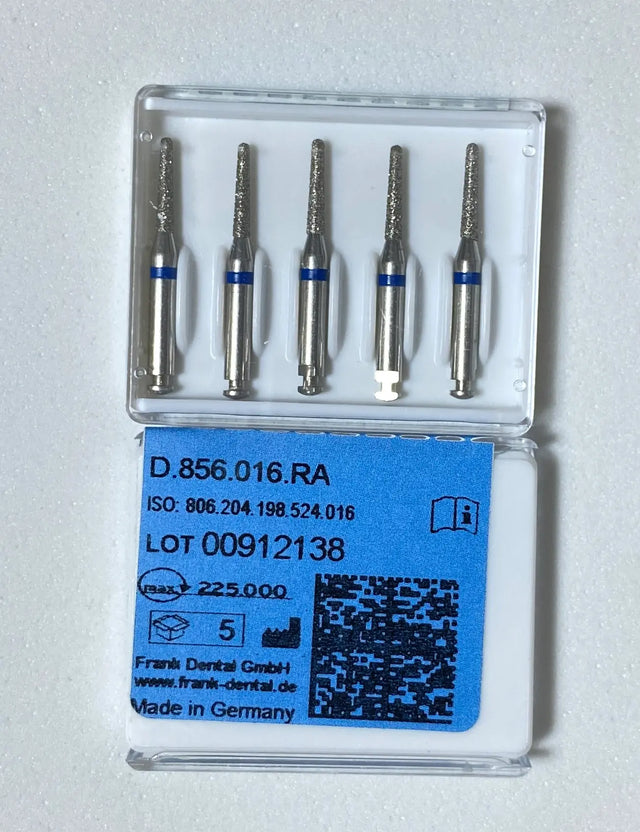 D.856.016.RA
ISO: 806.204.198.524.016
LOT 00912138
max. 225.000
5
Frank Dental GmbH
www.frank-dental.de
Made in Germany